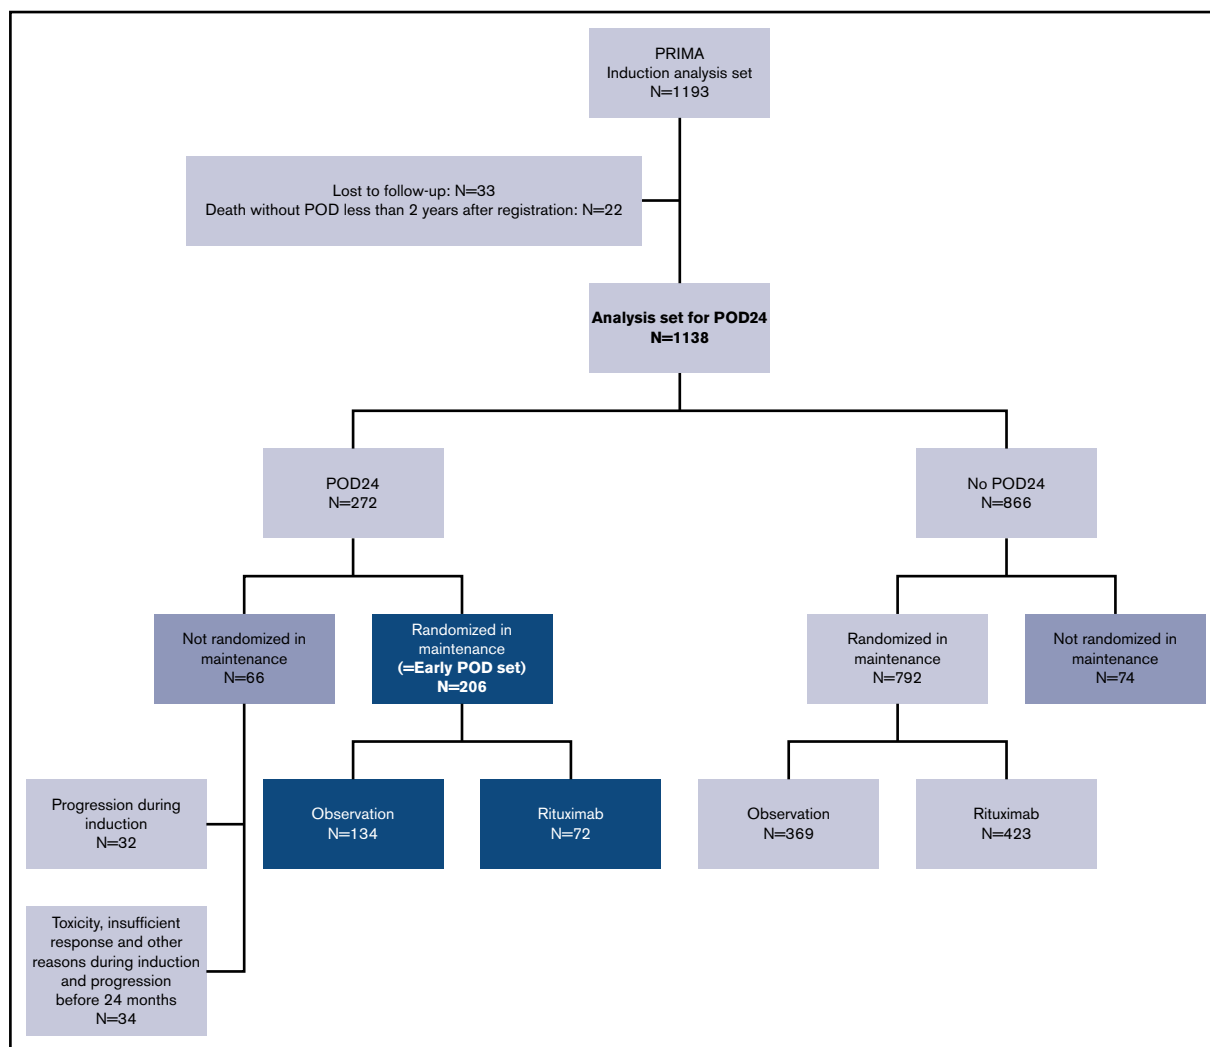 PRIMA
Induction analysis set
N=1193
Lost to follow-up: N=33
Death without POD less than 2 years after registration: N=22
Analysis set for POD24
N=1138
POD24
N=272
No POD24
N=866
Not randomized in
maintenance
N=66
Randomized in
maintenance
(=Early POD set)
N=206
Randomized in
maintenance
N=792
Not randomized in
maintenance
N=74
Progression during
induction
N=32
Observation
N=134
Rituximab
N=72
Observation
N=369
Rituximab
N=423
Toxicity, insufficient
response and other
reasons during induction
and progression
before 24 months
N=34